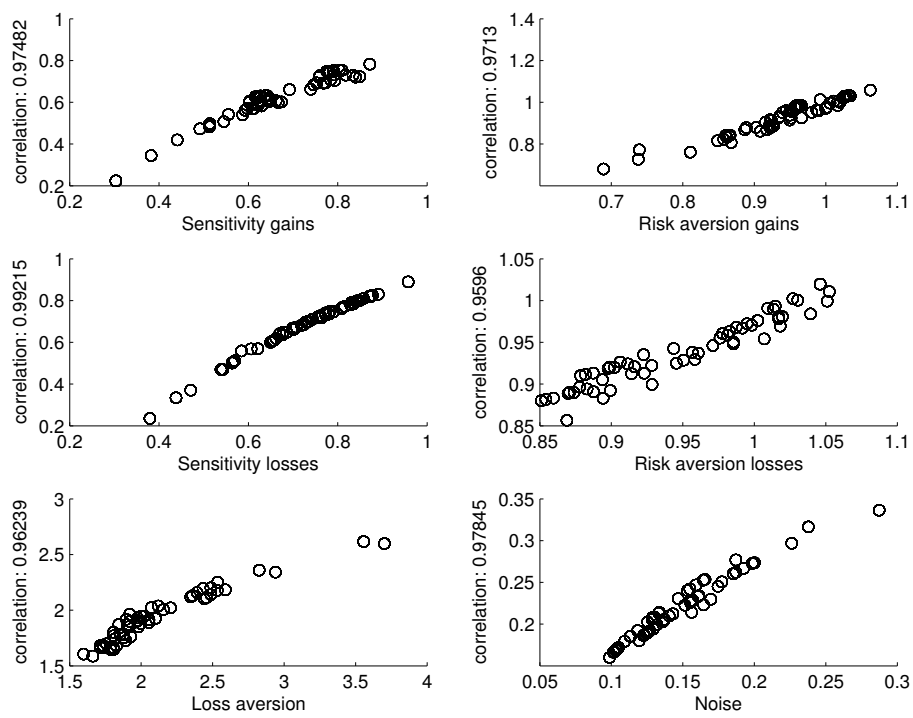 correlation: 0.97482
1
0.8
0.6
0.4
0.2
0.2 0.4 0.6 0.8 1
Sensitivity gains
correlation: 0.9713
1.4
1.2
1
0.8
0.7 0.8 0.9 1 1.1
Risk aversion gains
correlation: 0.99215
1
0.8
0.6
0.4
0.2
0.2 0.4 0.6 0.8 1
Sensitivity losses
correlation: 0.9596
1.05
1
0.95
0.9
0.85
0.85 0.9 0.95 1 1.05 1.1
Risk aversion losses
correlation: 0.96239
3
2.5
2
1.5
1.5 2 2.5 3 3.5 4
Loss aversion
correlation: 0.97845
0.35
0.3
0.25
0.2
0.05 0.1 0.15 0.2 0.25 0.3
Noise